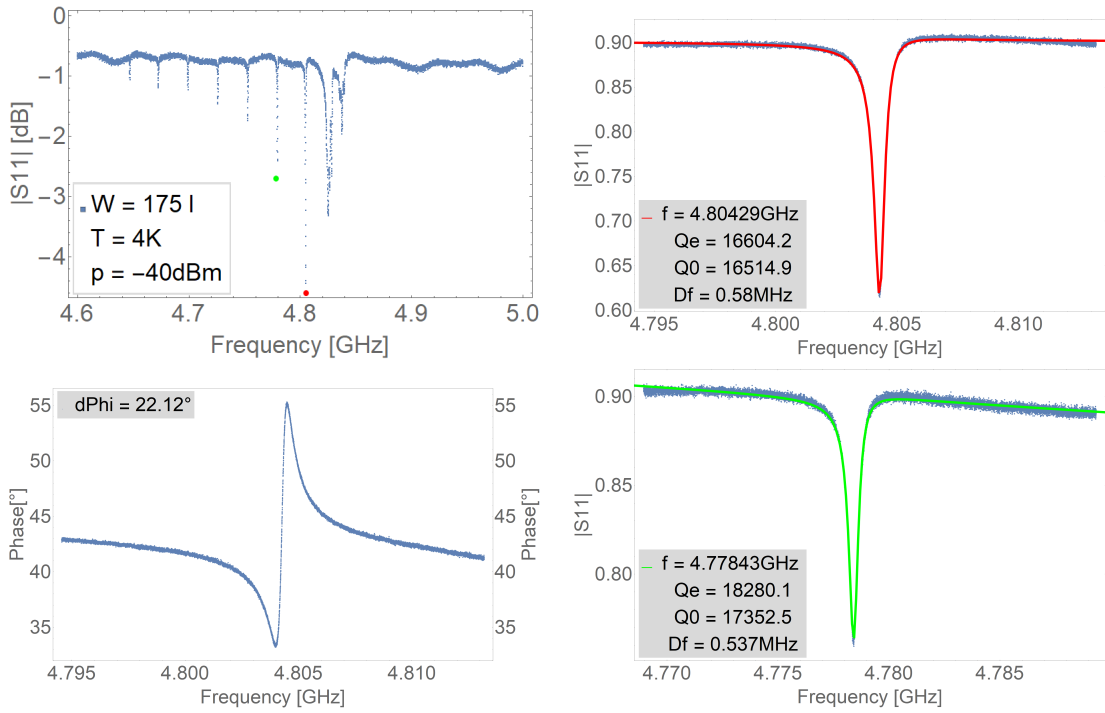 0
−1
−2
−3
−4
|S11| [dB]
W = 175 l
T = 4K
p = −40dBm
4.6
4.7
4.8
4.9
5.0
Frequency [GHz]
0.90
0.85
0.80
0.75
0.70
0.65
0.60
|S11|
f = 4.80429GHz
Qe = 16604.2
Q0 = 16514.9
Df = 0.58MHz
4.795
4.800
4.805
4.810
Frequency [GHz]
dPhi = 22.12°
55
50
45
40
35
Phase[°]
55
50
45
40
35
Phase[°]
4.795
4.800
4.805
4.810
Frequency [GHz]
0.90
0.85
0.80
|S11|
f = 4.77843GHz
Qe = 18280.1
Q0 = 17352.5
Df = 0.537MHz
4.770
4.775
4.780
4.785
Frequency [GHz]